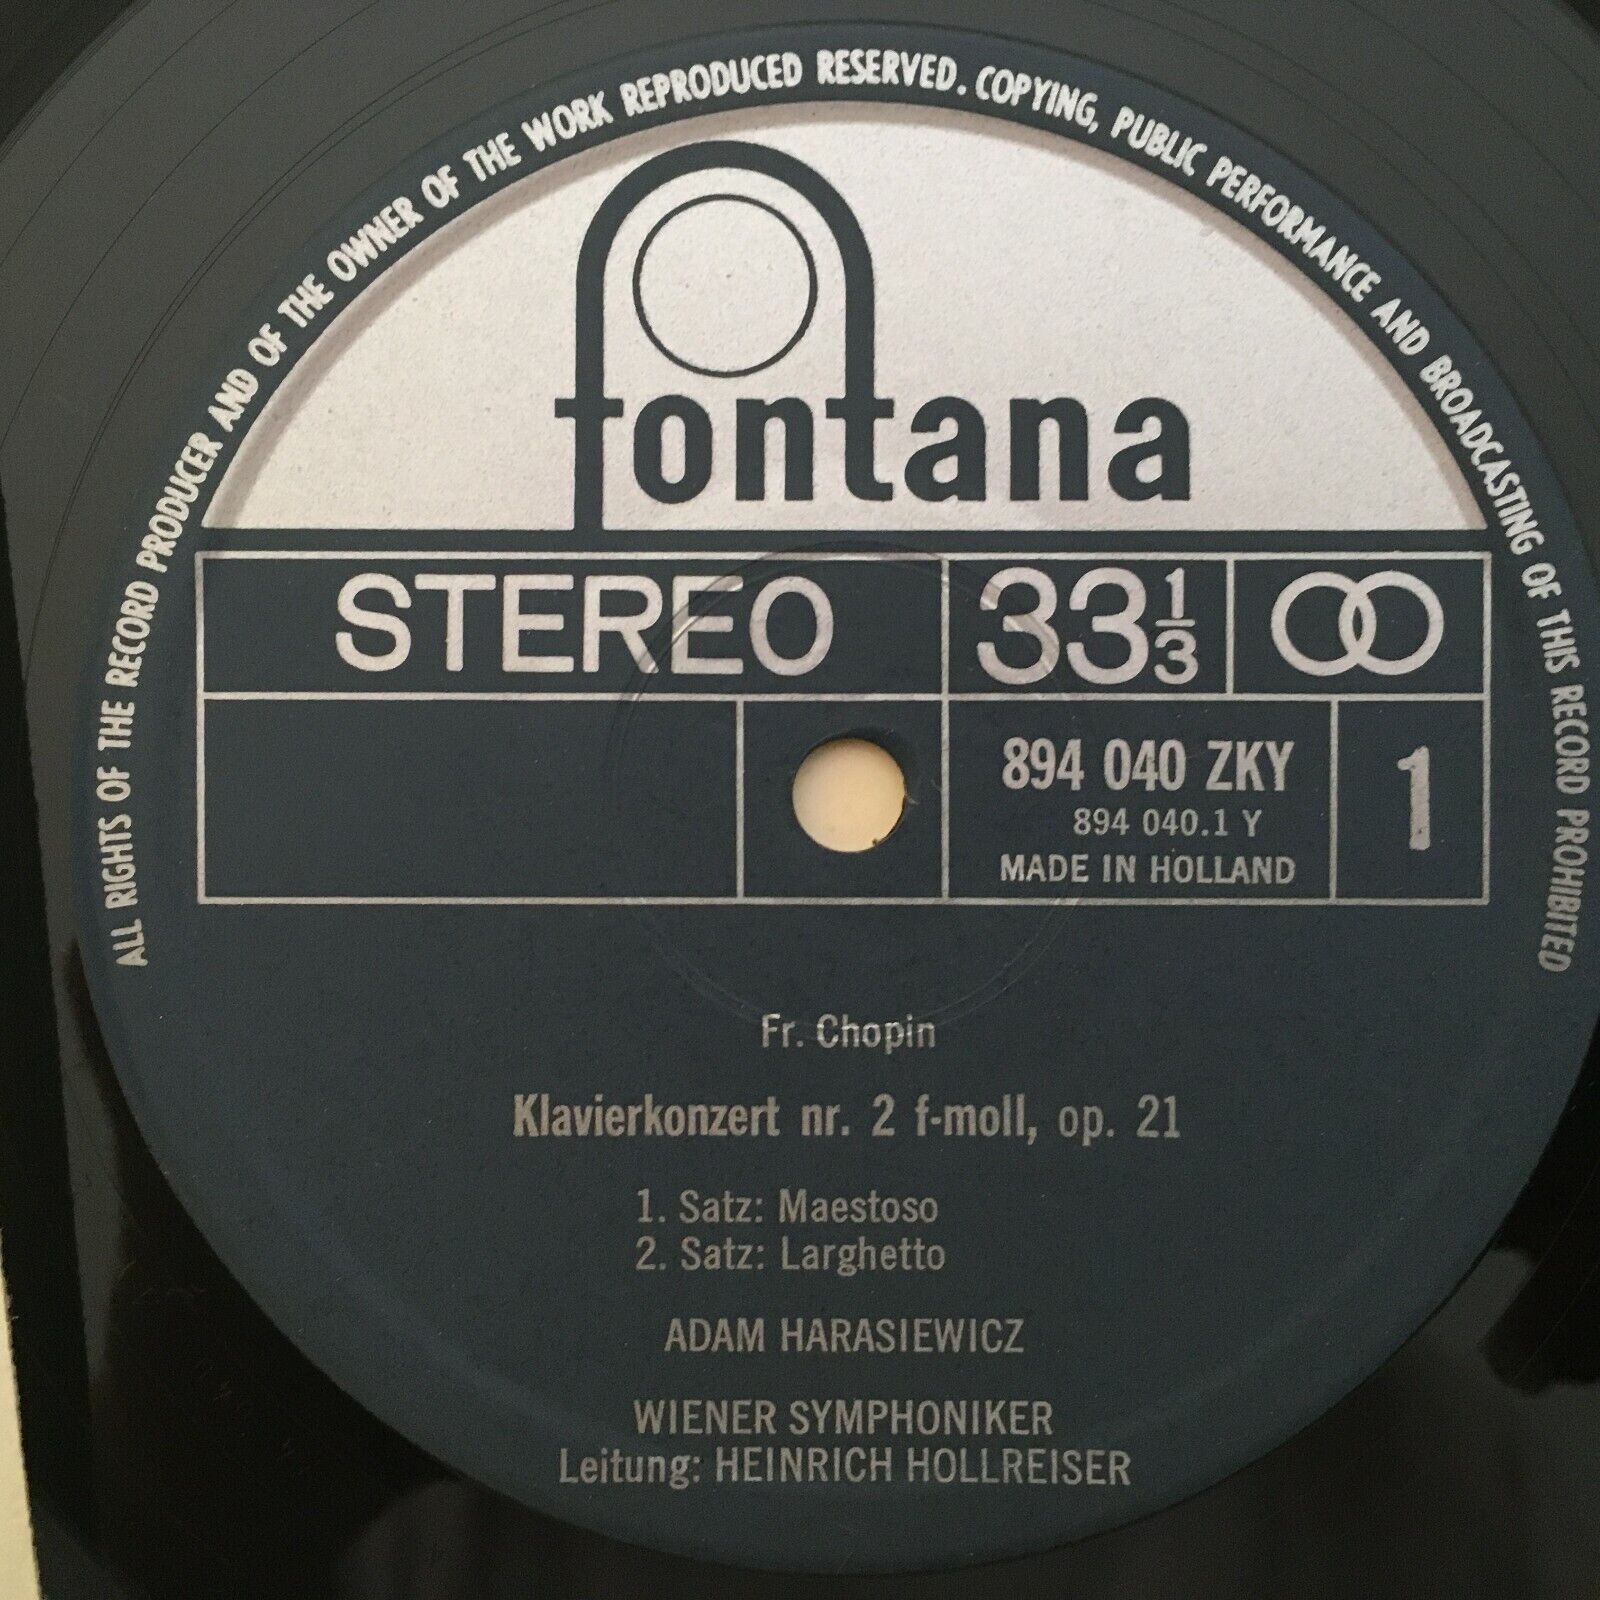 ALL RIGHTS OF THE RECORD PRODUCER AND OF THE OWNER OF THE WORK REPRODUCED RESERVED. COPYING, PUBLIC PERFORMANCE AND BROADCASTING OF THIS RECORD PROHIBITED
fontana
STEREO 33 1/3
894 040 ZKY 1
894 040.1 Y
MADE IN HOLLAND
Fr. Chopin
Klavierkonzert nr. 2 f-moll, op. 21
1. Satz: Maestoso
2. Satz: Larghetto
ADAM HARASIEWICZ
WIENER SYMPHONIKER
Leitung: HEINRICH HOLLREISER